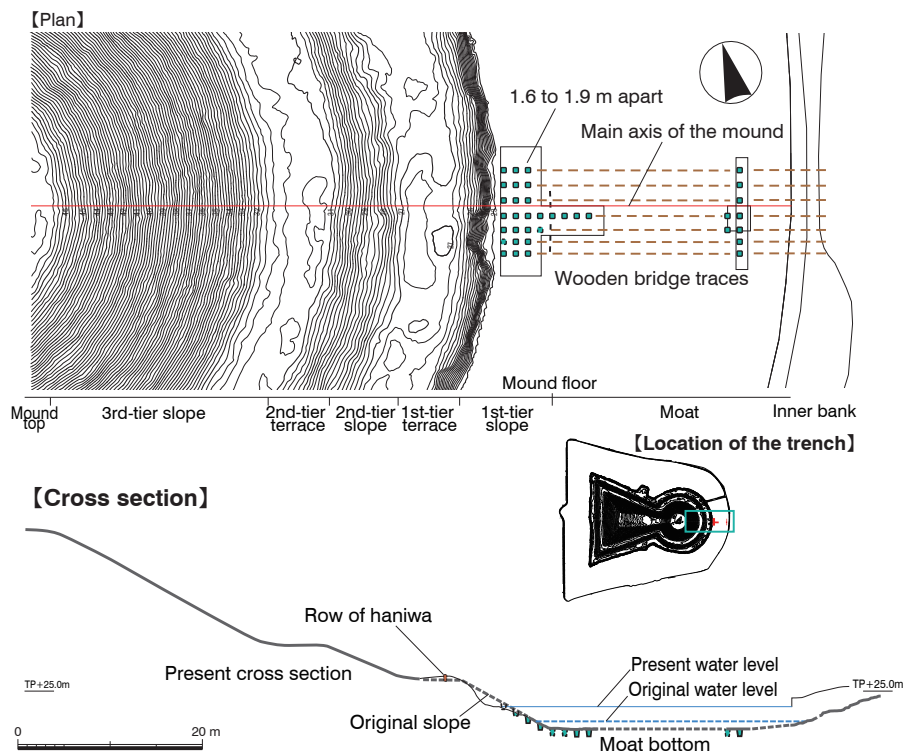 【Plan】
1.6 to 1.9 m apart
Main axis of the mound
Wooden bridge traces
Mound floor
Mound
top
3rd-tier slope
2nd-tier
terrace
2nd-tier
slope
1st-tier
terrace
1st-tier
slope
Moat
Inner bank
【Location of the trench】
【Cross section】
Row of haniwa
Present cross section
Original slope
Present water level
Original water level
TP+25.0m
TP+25.0m
Moat bottom
0
20 m